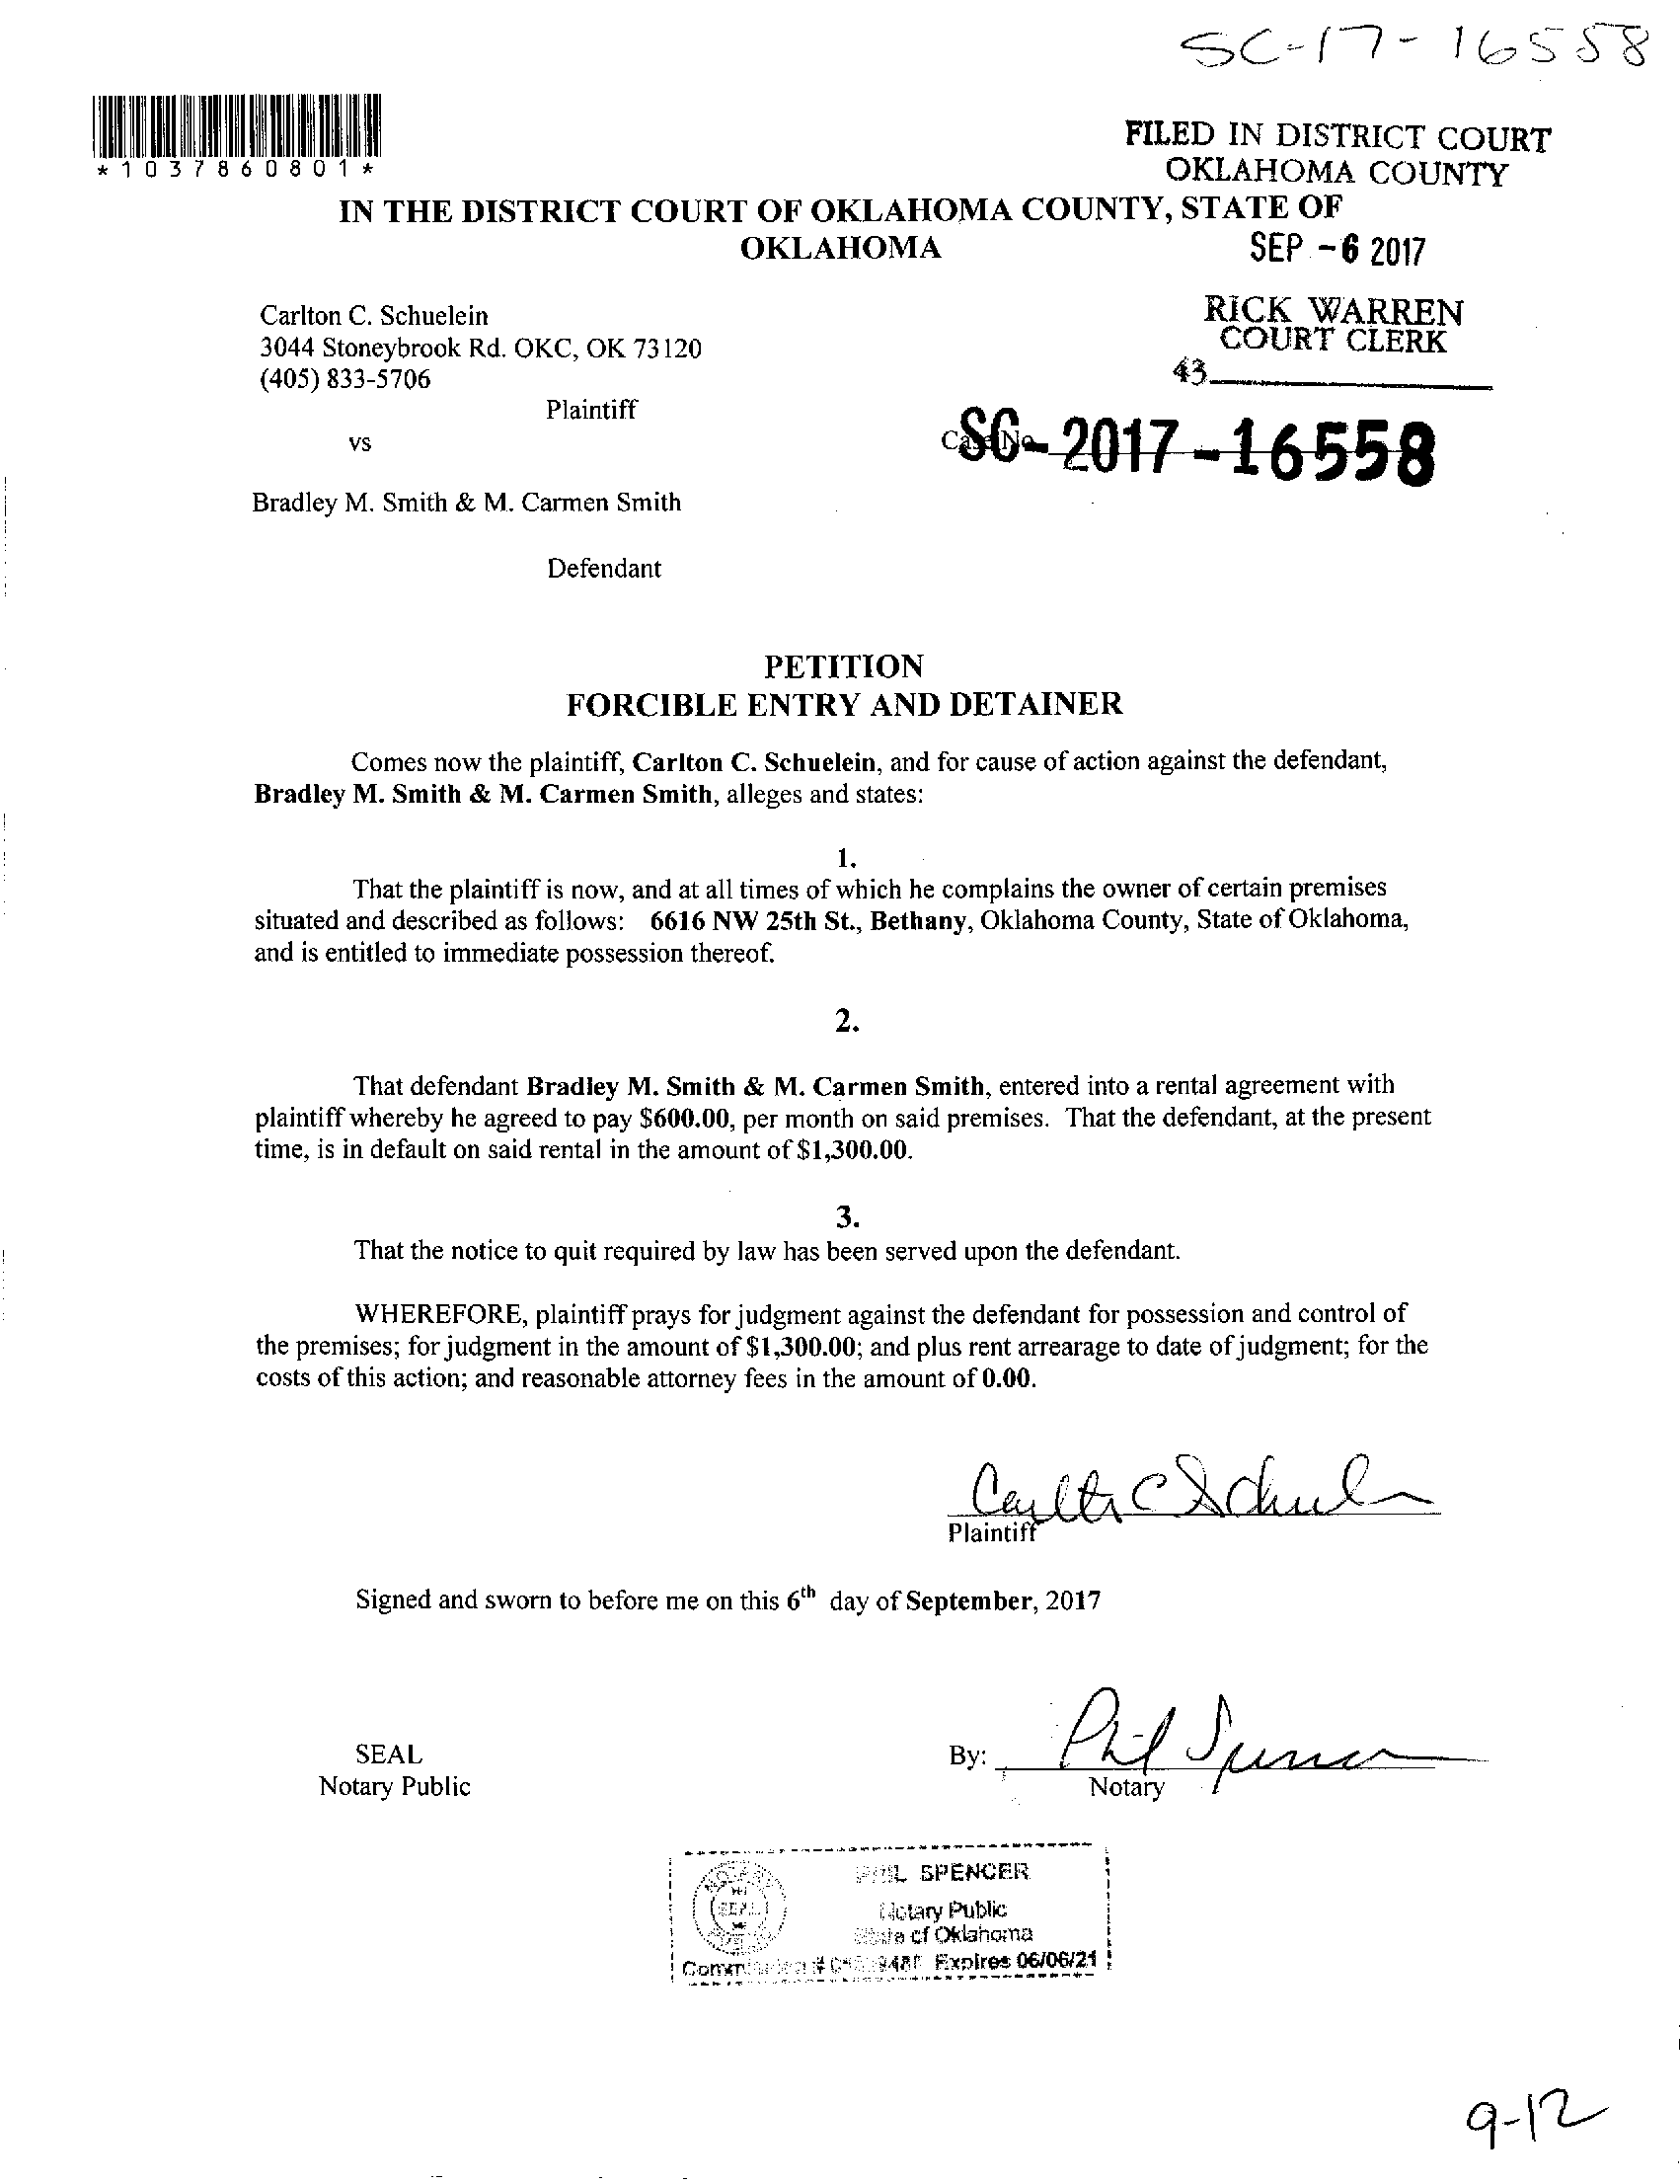 SC-17-16558
*1037860801*
FILED IN DISTRICT COURT
OKLAHOMA COUNTY
IN THE DISTRICT COURT OF OKLAHOMA COUNTY, STATE OF
OKLAHOMA
SEP -6 2017
Carlton C. Schuelein
3044 Stoneybrook Rd. OKC, OK 73120
(405) 833-5706
RICK WARREN
COURT CLERK
43
Plaintiff
vs
Case No.
SC-2017-16558
Bradley M. Smith & M. Carmen Smith
Defendant
PETITION
FORCIBLE ENTRY AND DETAINER
Comes now the plaintiff, Carlton C. Schuelein, and for cause of action against the defendant,
Bradley M. Smith & M. Carmen Smith, alleges and states:
1.
That the plaintiff is now, and at all times of which he complains the owner of certain premises
situated and described as follows: 6616 NW 25th St., Bethany, Oklahoma County, State of Oklahoma,
and is entitled to immediate possession thereof.
2.
That defendant Bradley M. Smith & M. Carmen Smith, entered into a rental agreement with
plaintiff whereby he agreed to pay $600.00, per month on said premises. That the defendant, at the present
time, is in default on said rental in the amount of $1,300.00.
3.
That the notice to quit required by law has been served upon the defendant.
WHEREFORE, plaintiff prays for judgment against the defendant for possession and control of
the premises; for judgment in the amount of $1,300.00; and plus rent arrearage to date of judgment; for the
costs of this action; and reasonable attorney fees in the amount of 0.00.
Plaintiff
Signed and sworn to before me on this 6th day of September, 2017
Phil Spencer
SEAL
By:
Notary Public
Notary
PHIL SPENCER
SEAL
Notary Public
State of Oklahoma
Commission # Expires 06/06/21
9-12